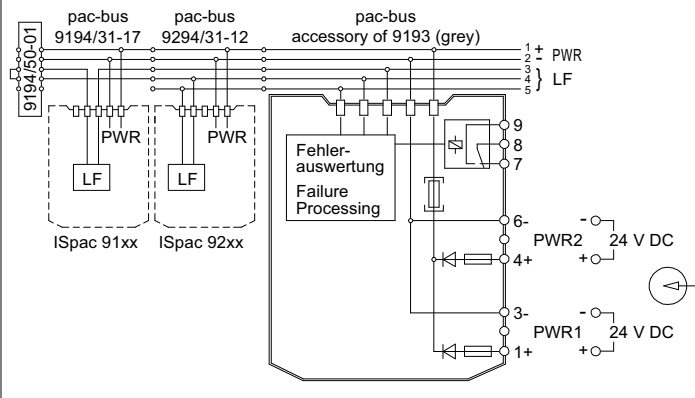 pac-bus
9194/31-17
pac-bus
9294/31-12
pac-bus
accessory of 9193 (grey)
9194/50-01
1 +
2 - PWR
3
4 } LF
5
PWR
LF
ISpac 91xx
PWR
LF
ISpac 92xx
Fehler-
auswertung
Failure
Processing
9
8
7
6-
4+
PWR2
-
+
24 V DC
3-
1+
PWR1
-
+
24 V DC